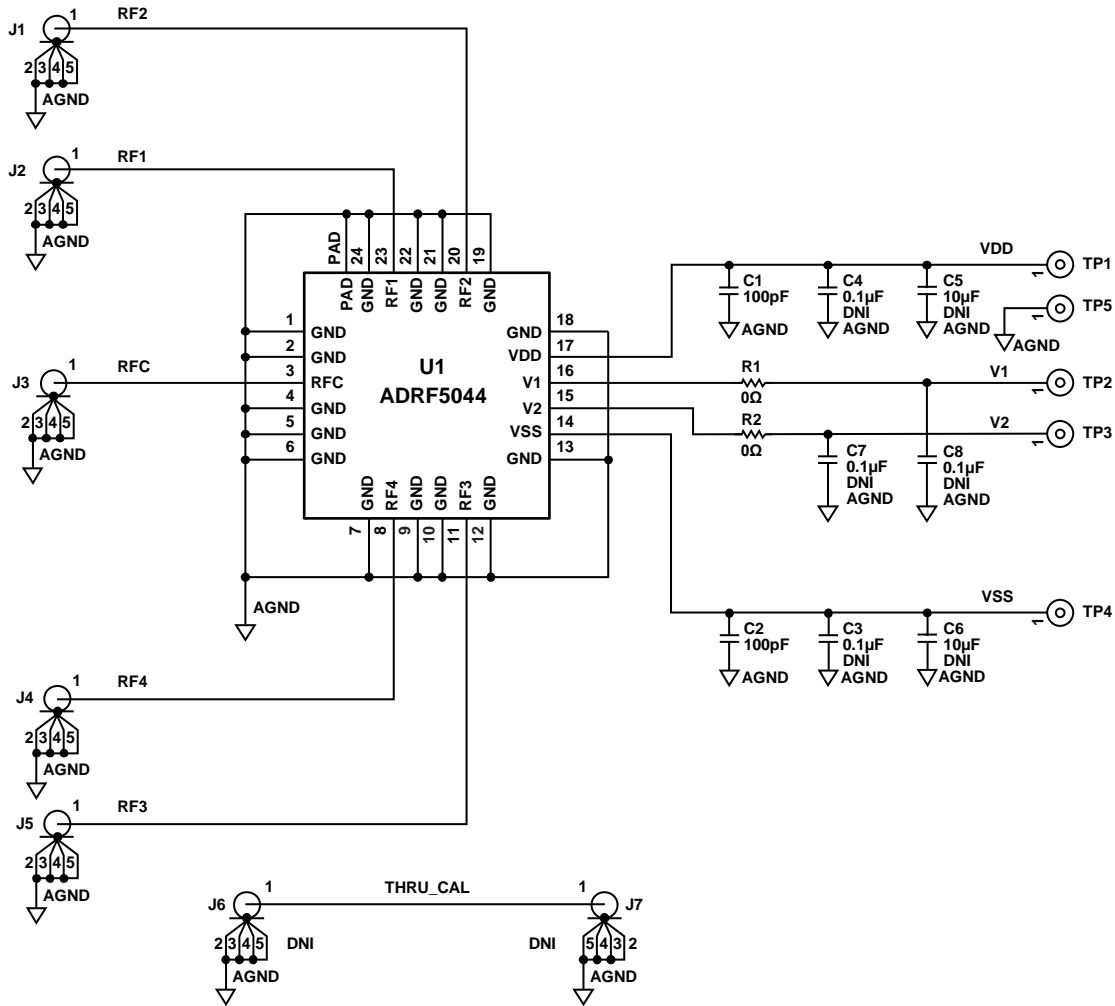 J1
1
RF2
2 3 4 5
AGND
J2
1
RF1
2 3 4 5
AGND
J3
1
RFC
2 3 4 5
AGND
PAD
24
23
22
21
20
19
PAD
GND
RF1
GND
GND
RF2
GND
1
GND
2
GND
3
RFC
4
GND
5
GND
6
GND
U1
ADRF5044
GND
18
VDD
17
V1
16
V2
15
VSS
14
GND
13
GND
RF4
GND
GND
RF3
GND
7
8
9
10
11
12
AGND
VDD
1
TP1
C1
100pF
AGND
C4
0.1µF
DNI
AGND
C5
10µF
DNI
AGND
1
TP5
AGND
R1
0Ω
V1
1
TP2
R2
0Ω
V2
1
TP3
C7
0.1µF
DNI
AGND
C8
0.1µF
DNI
AGND
VSS
1
TP4
C2
100pF
AGND
C3
0.1µF
DNI
AGND
C6
10µF
DNI
AGND
J4
1
RF4
2 3 4 5
AGND
J5
1
RF3
2 3 4 5
AGND
J6
1
THRU_CAL
1
J7
2 3 4 5
DNI
DNI
5 4 3 2
AGND
AGND